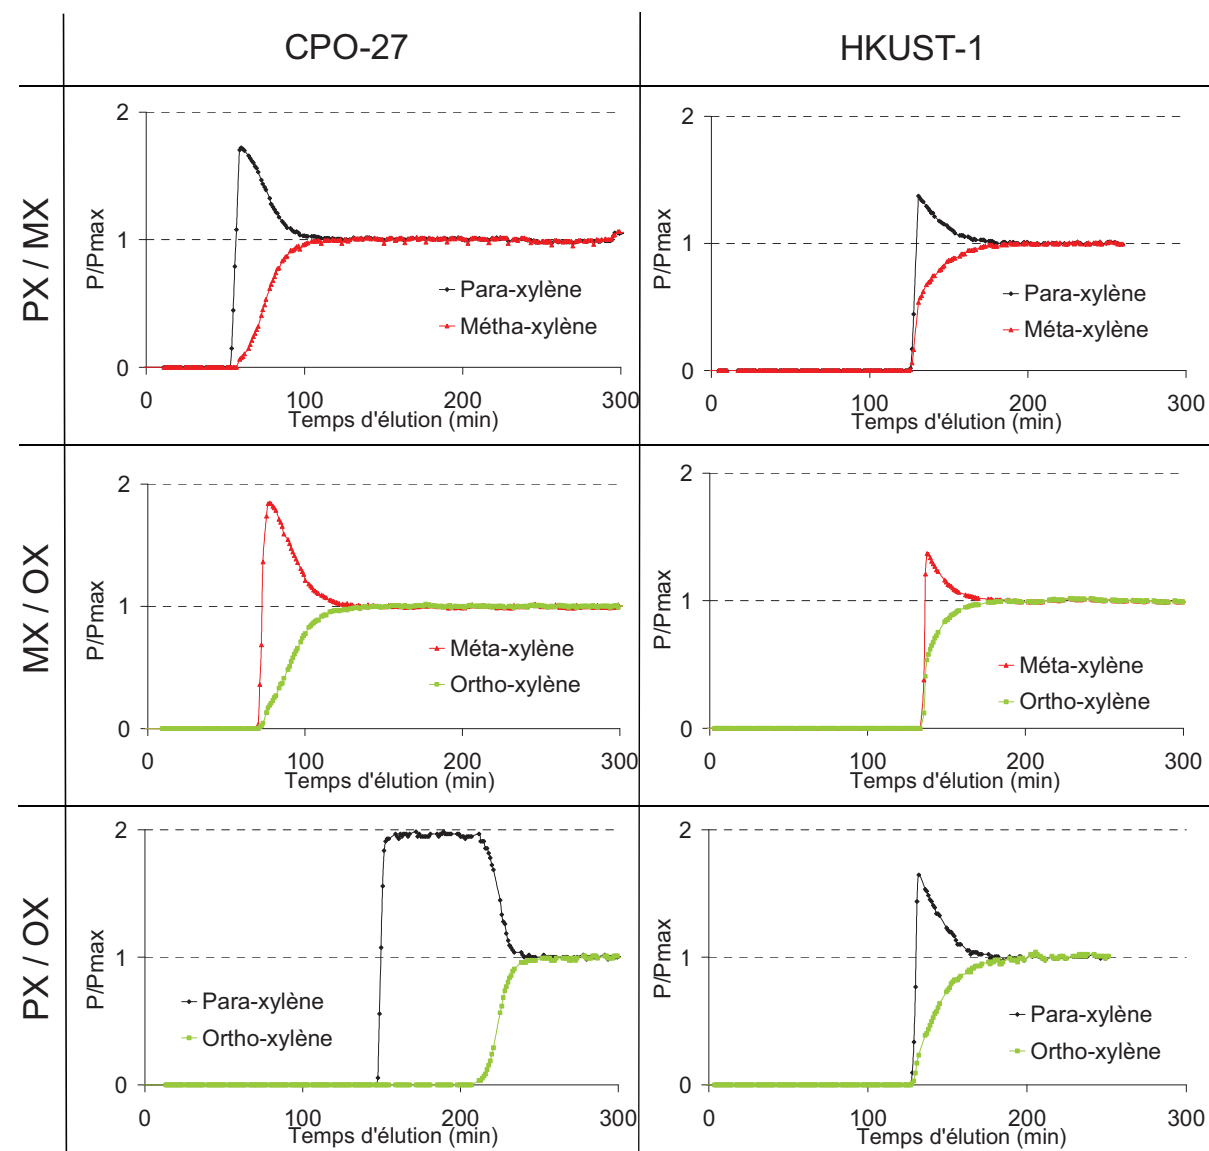 CPO-27
HKUST-1
PX / MX
P/Pmax
2
1
0
0
100
200
300
Temps d'élution (min)
Para-xylène
Métha-xylène
P/Pmax
2
1
0
0
100
200
300
Temps d'élution (min)
Para-xylène
Méta-xylène
MX / OX
P/Pmax
2
1
0
0
100
200
300
Temps d'élution (min)
Méta-xylène
Ortho-xylène
P/Pmax
2
1
0
0
100
200
300
Temps d'élution (min)
Méta-xylène
Ortho-xylène
PX / OX
P/Pmax
2
1
0
0
100
200
300
Temps d'élution (min)
Para-xylène
Ortho-xylène
P/Pmax
2
1
0
0
100
200
300
Temps d'élution (min)
Para-xylène
Ortho-xylène